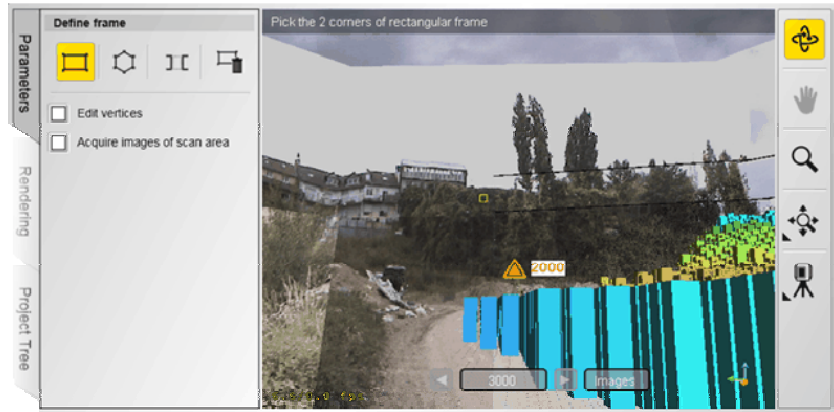 Define frame
Pick the 2 corners of rectangular frame
Parameters
Edit vertices
Acquire images of scan area
Rendering
Project Tree
2000
3000
Images